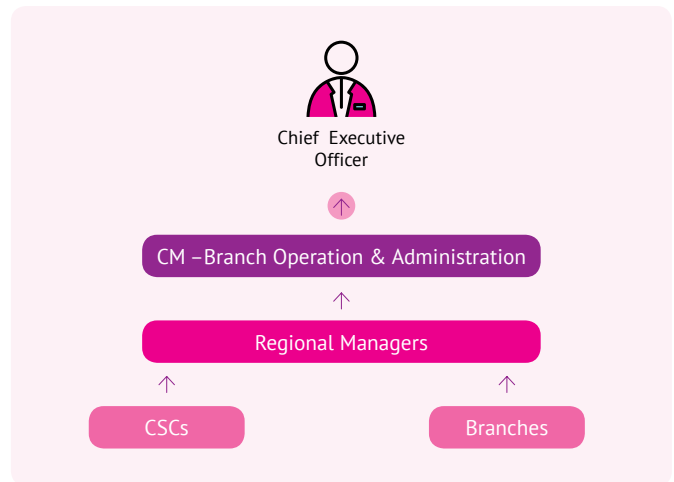 Chief Executive
Officer
CM –Branch Operation & Administration
Regional Managers
CSCs
Branches